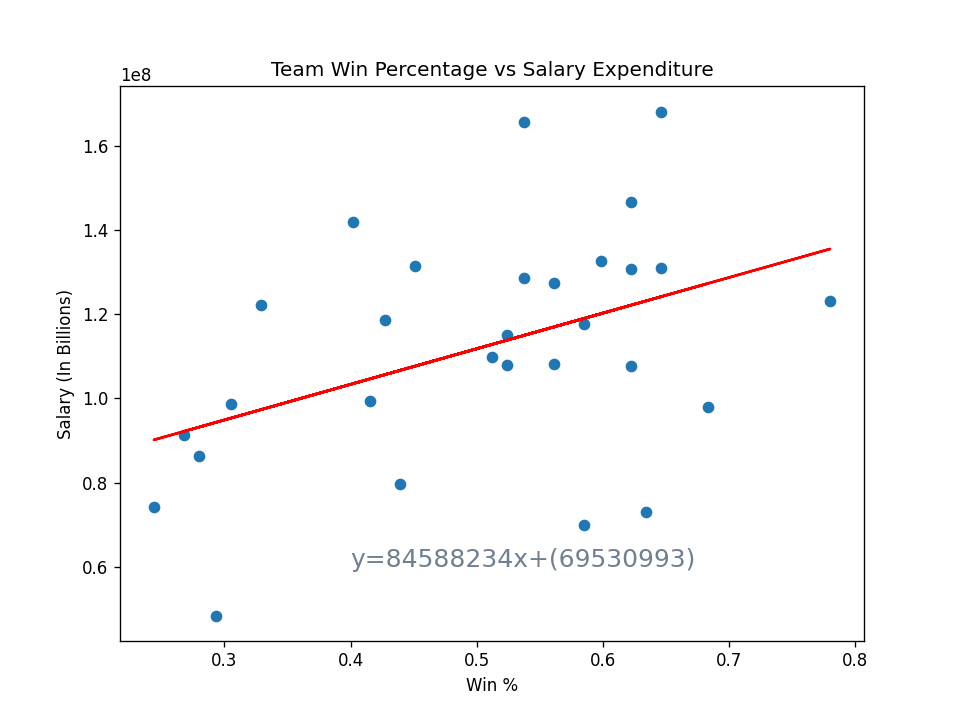 Team Win Percentage vs Salary Expenditure
1e8
1.6
1.4
1.2
1.0
0.8
0.6
Salary (In Billions)
y=84588234x+(69530993)
0.3 0.4 0.5 0.6 0.7 0.8
Win %